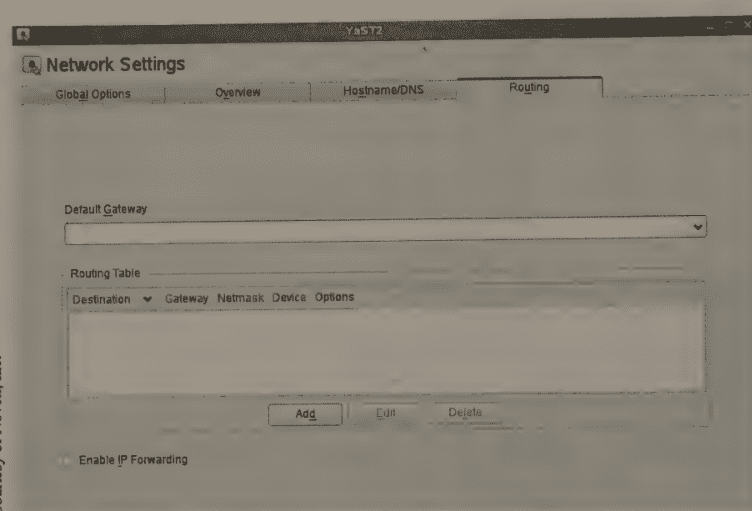 YaST2
Network Settings
Global Options Overview Hostname/DNS Routing
Default Gateway
Routing Table
Destination Gateway Netmask Device Options
Add Edit Delete
Enable IP Forwarding